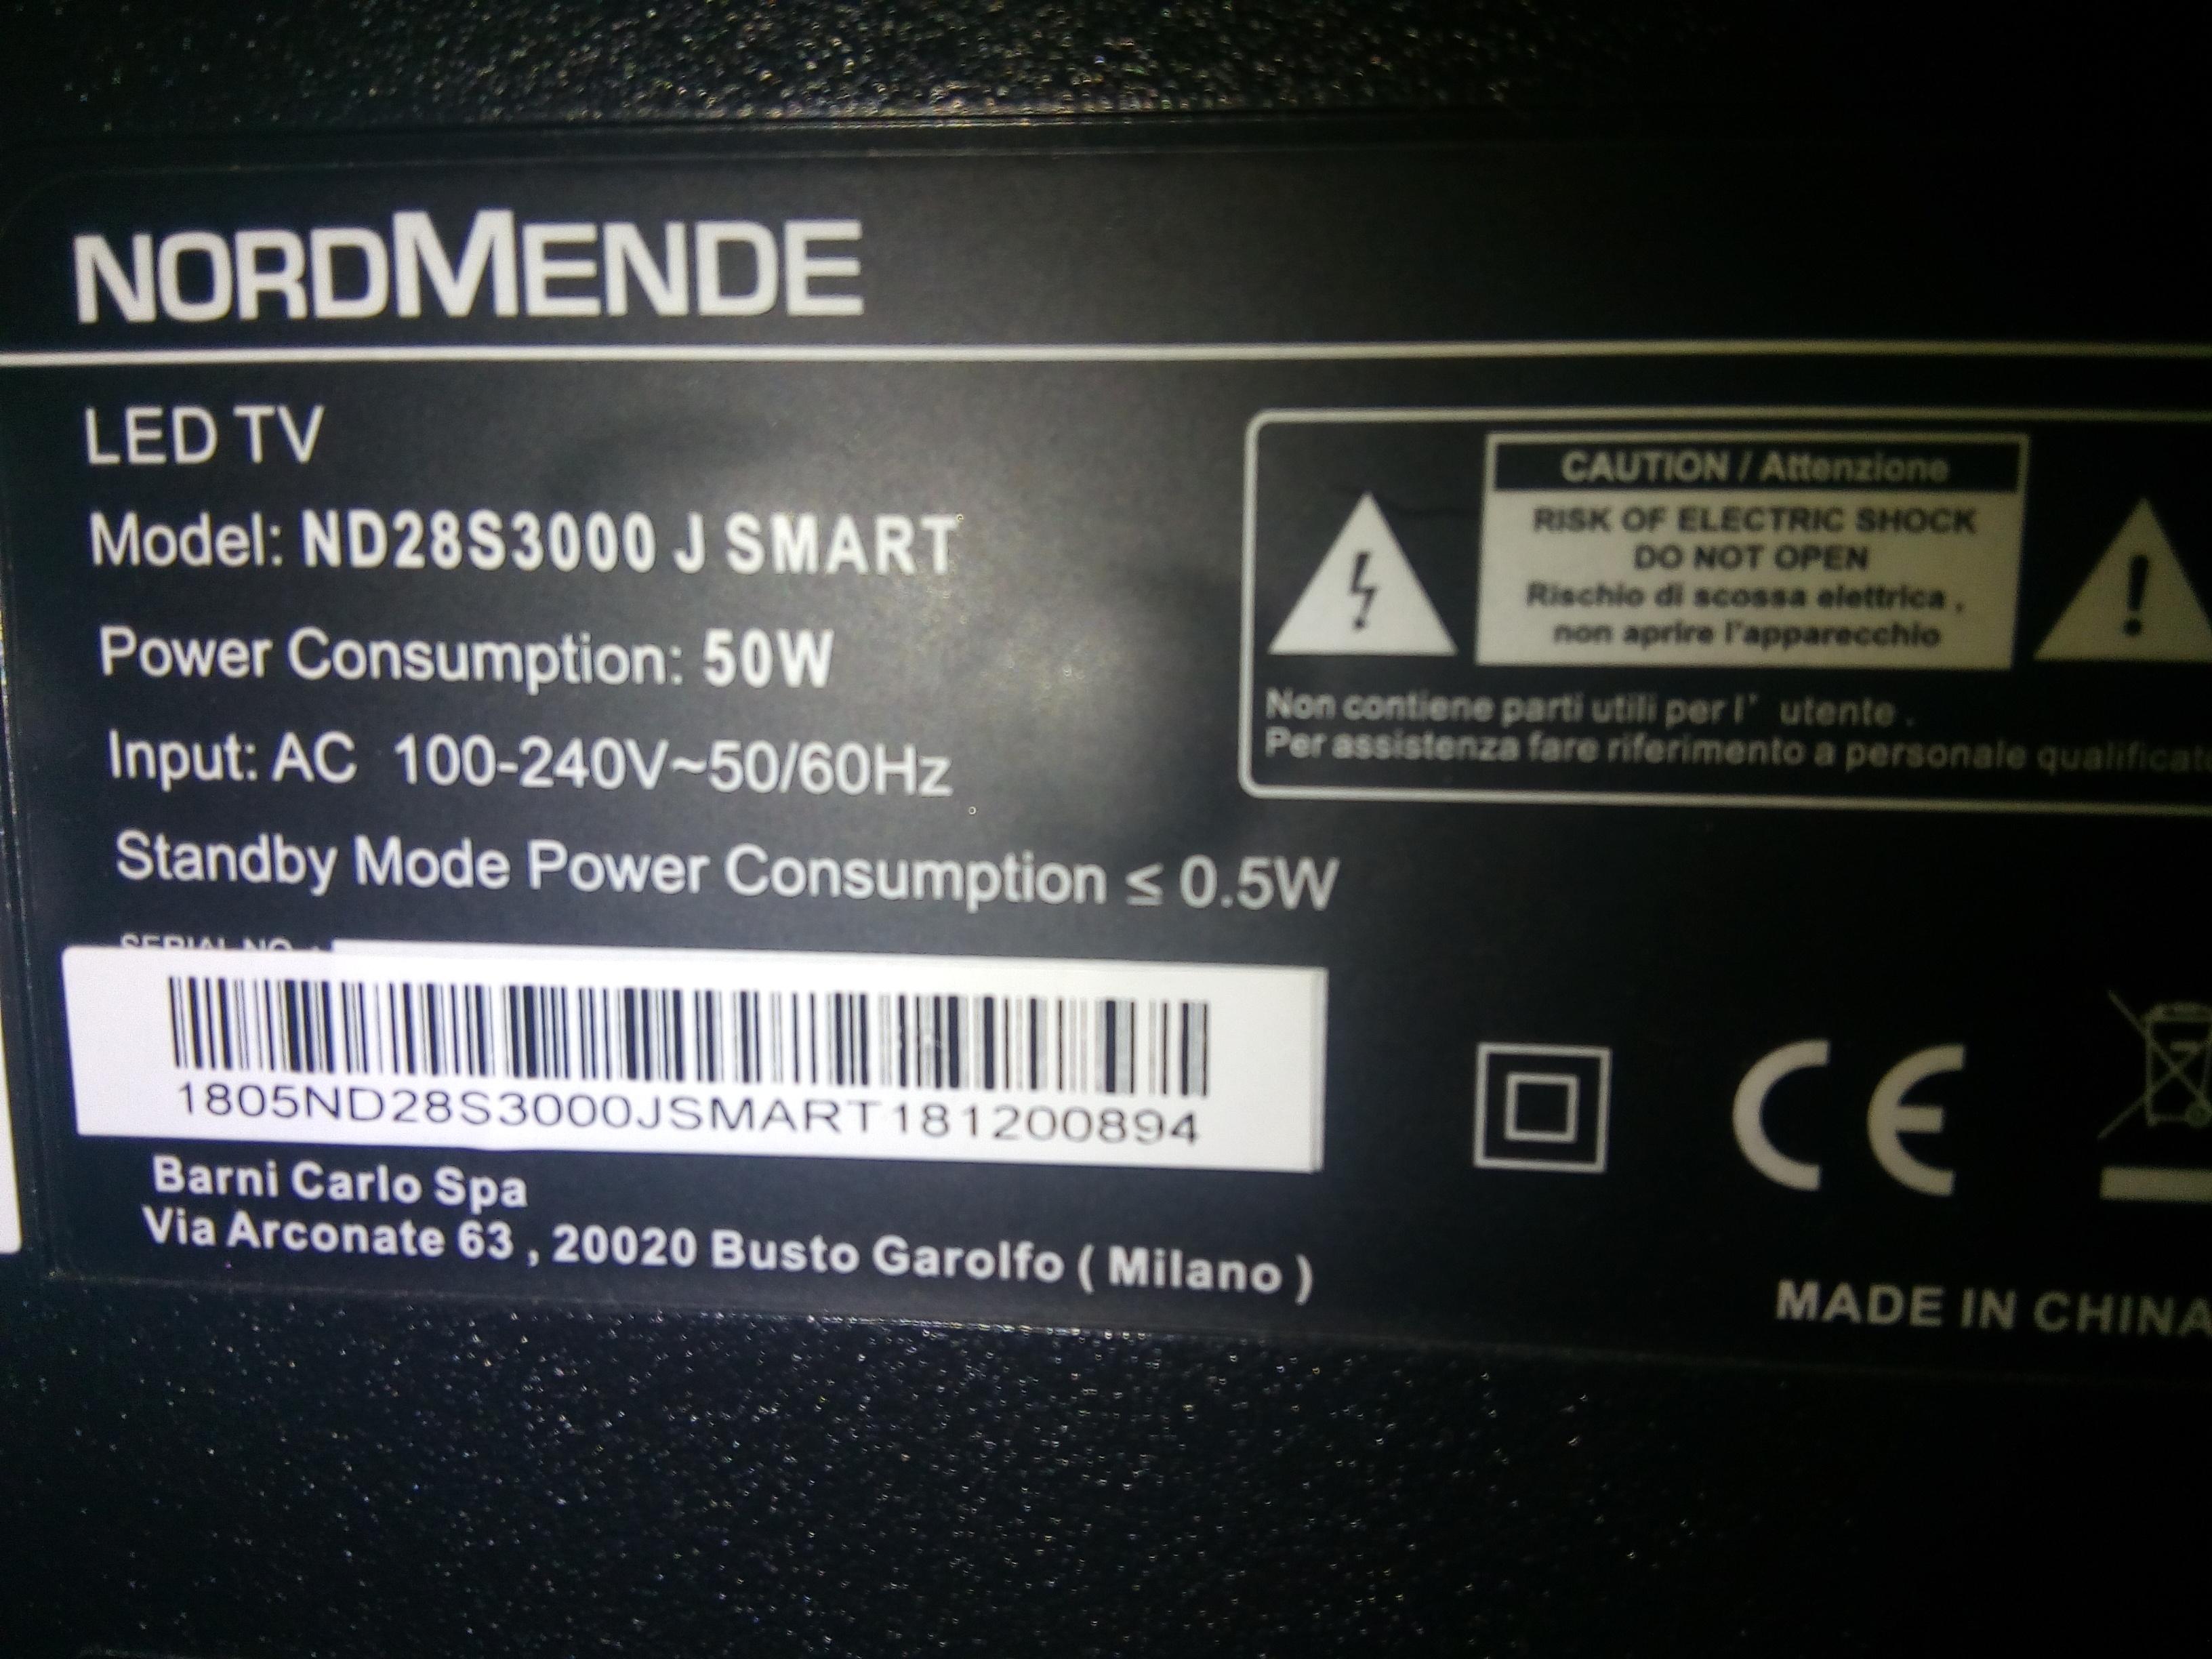 NORDMENDE
LED TV
Model: ND28S3000 J SMART
Power Consumption: 50W
Input: AC 100-240V~50/60Hz
Standby Mode Power Consumption ≤ 0.5W
SERIAL NO. :
1805ND28S3000JSMART181200894
Barni Carlo Spa
Via Arconate 63 , 20020 Busto Garolfo ( Milano )
CAUTION / Attenzione
RISK OF ELECTRIC SHOCK
DO NOT OPEN
Rischio di scossa elettrica ,
non aprire l'apparecchio
Non contiene parti utili per l' utente .
Per assistenza fare riferimento a personale qualificato
CE
MADE IN CHINA